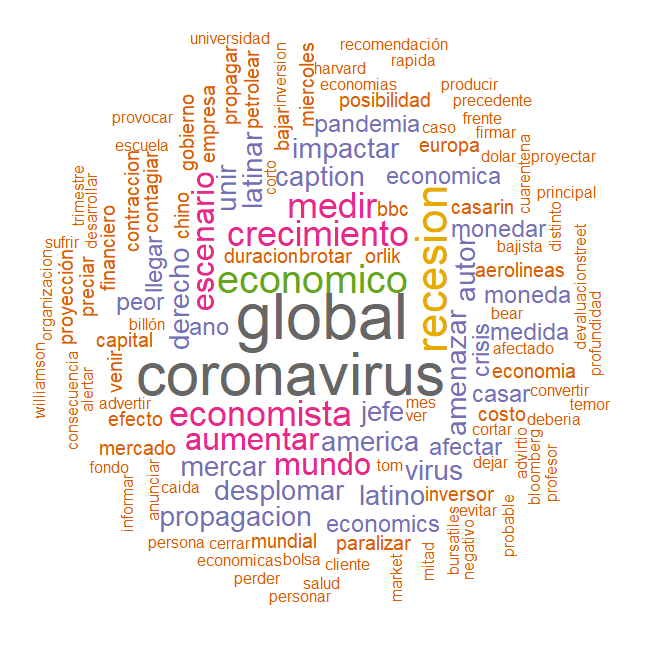 universidad
recomendación
rapida
harvard
economias
producir
inversion
propagar
petrolear
miercoles
posibilidad
precedente
provocar
bajar
pandemia
caso
frente
firmar
empresa
gobierno
impactar
europa
dolar
proyectar
escuela
corto
cuarentena
latinar
unir
caption
economica
contraccion
contagiar
chino
escenario
medir
bbc
recesion
casarin
principal
trimestre
desarrollar
crecimiento
monedar
distinto
sufrir
duracion
brotar
orlik
autor
bajista
organizacion
proyección
preciar
financiero
llegar
derecho
economico
aerolineas
street
devaluacion
profundidad
peor
global
moneda
billón
ano
amenazar
bear
crisis
medida
capital
afectado
williamson
consecuencia
alertar
venir
coronavirus
economia
casar
convertir
temor
advertir
efecto
economista
jefe
mes
ver
costo
deberia
cortar
mercado
aumentar
america
afectar
advirtio
bloomberg
profesor
fondo
mercar
mundo
tom
virus
dejar
informar
anunciar
caida
desplomar
latino
inversor
evitar
probable
propagacion
economics
bursatiles
negativo
persona
cerrar
mundial
paralizar
economicas
bolsa
cliente
market
mitad
perder
salud
personar